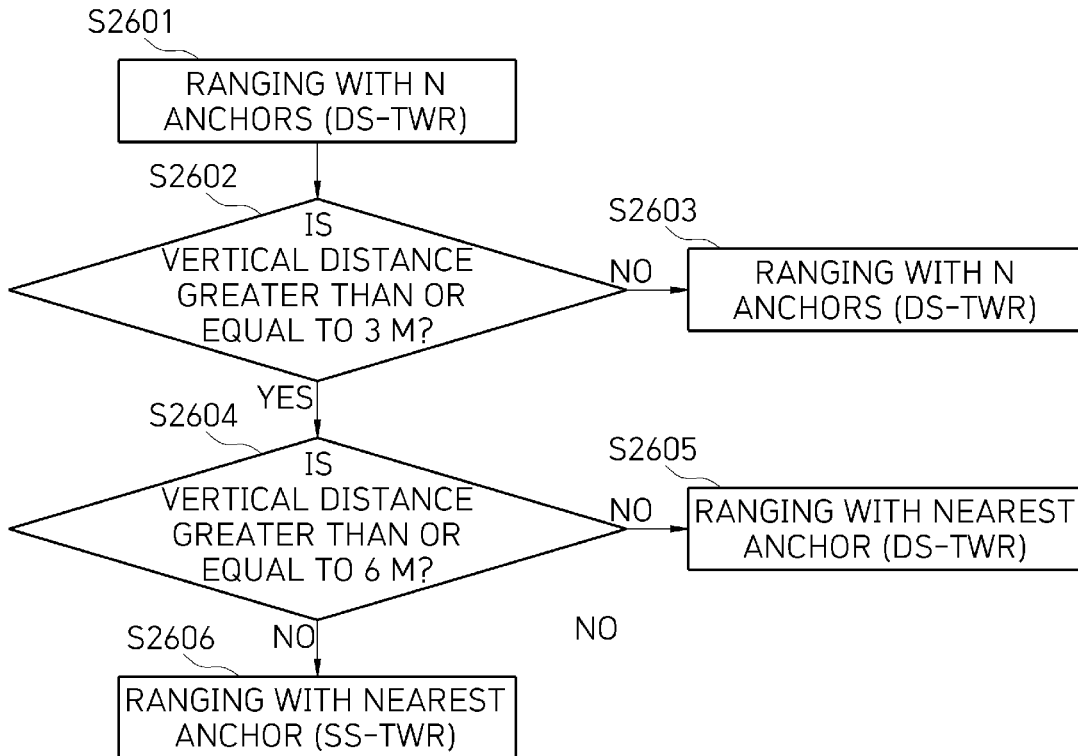 S2601
RANGING WITH N
ANCHORS (DS-TWR)
S2602
IS
VERTICAL DISTANCE
GREATER THAN OR
EQUAL TO 3 M?
NO
S2603
RANGING WITH N
ANCHORS (DS-TWR)
YES
S2604
IS
VERTICAL DISTANCE
GREATER THAN OR
EQUAL TO 6 M?
NO
S2605
RANGING WITH NEAREST
ANCHOR (DS-TWR)
NO
NO
S2606
RANGING WITH NEAREST
ANCHOR (SS-TWR)